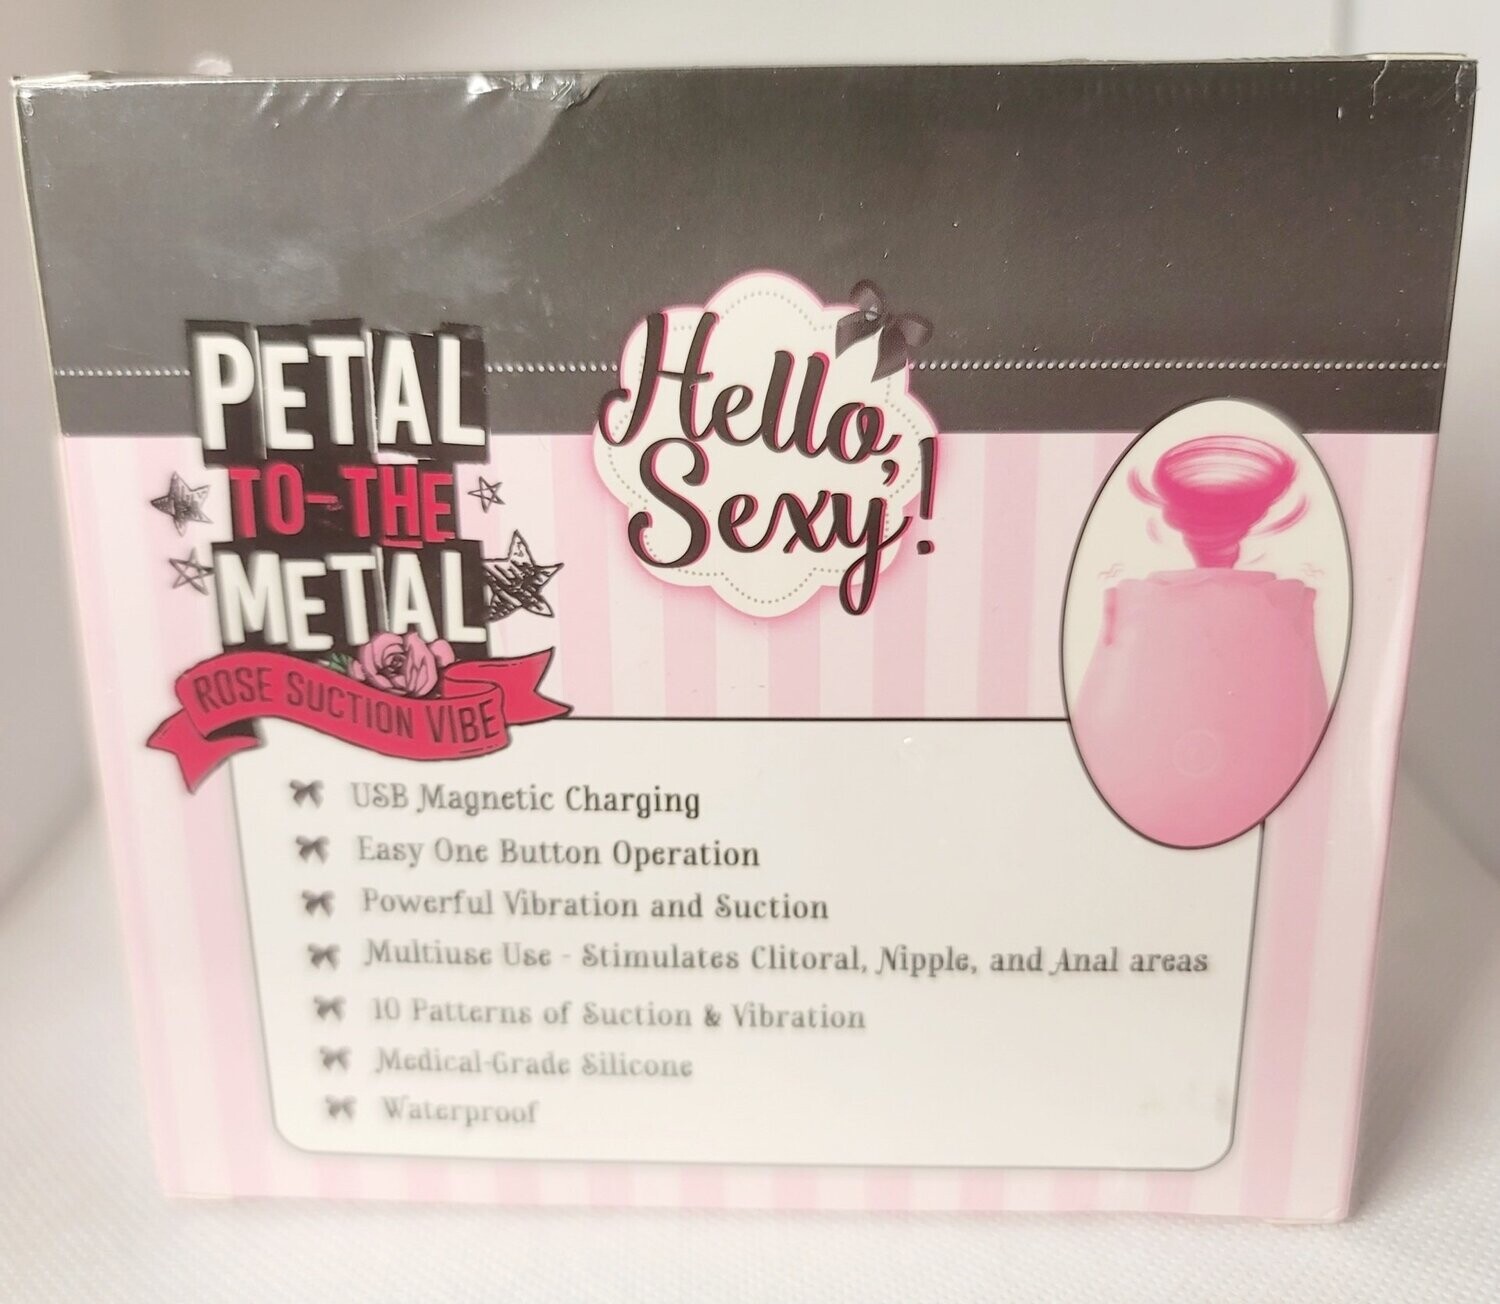 PETAL
TO-THE
METAL
ROSE SUCTION VIBE
Hello,
Sexy!
USB Magnetic Charging
Easy One Button Operation
Powerful Vibration and Suction
Multiuse Use - Stimulates Clitoral, Nipple, and Anal areas
10 Patterns of Suction & Vibration
Medical-Grade Silicone
Waterproof